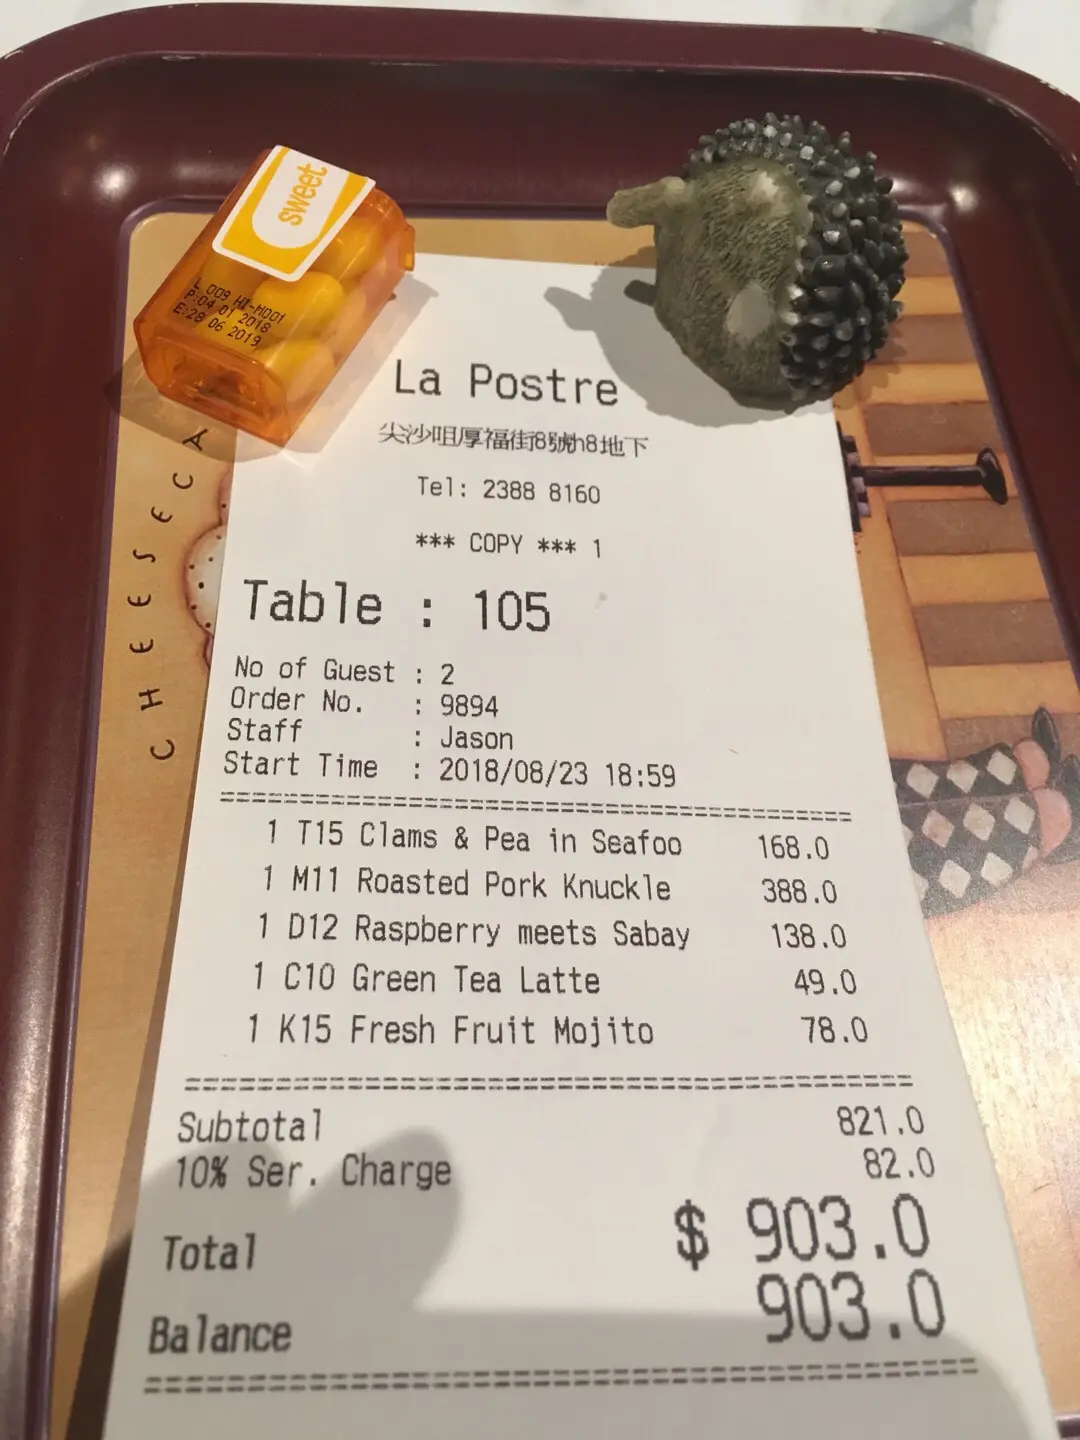 sweet
L 009 HI-H001
P:04 01 2018
E:28 06 2019
CHEESECA
La Postre
尖沙咀厚福街8號h8地下
Tel: 2388 8160
*** COPY *** 1
Table : 105
No of Guest : 2
Order No. : 9894
Staff : Jason
Start Time : 2018/08/23 18:59
1 T15 Clams & Pea in Seafoo 168.0
1 M11 Roasted Pork Knuckle 388.0
1 D12 Raspberry meets Sabay 138.0
1 C10 Green Tea Latte 49.0
1 K15 Fresh Fruit Mojito 78.0
Subtotal 821.0
10% Ser. Charge 82.0
Total $ 903.0
Balance 903.0